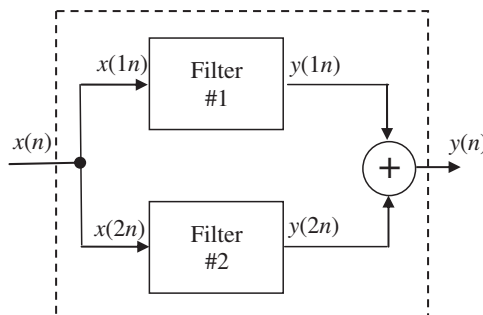 x(1n)
Filter
#1
y(1n)
x(n)
+
y(n)
x(2n)
Filter
#2
y(2n)